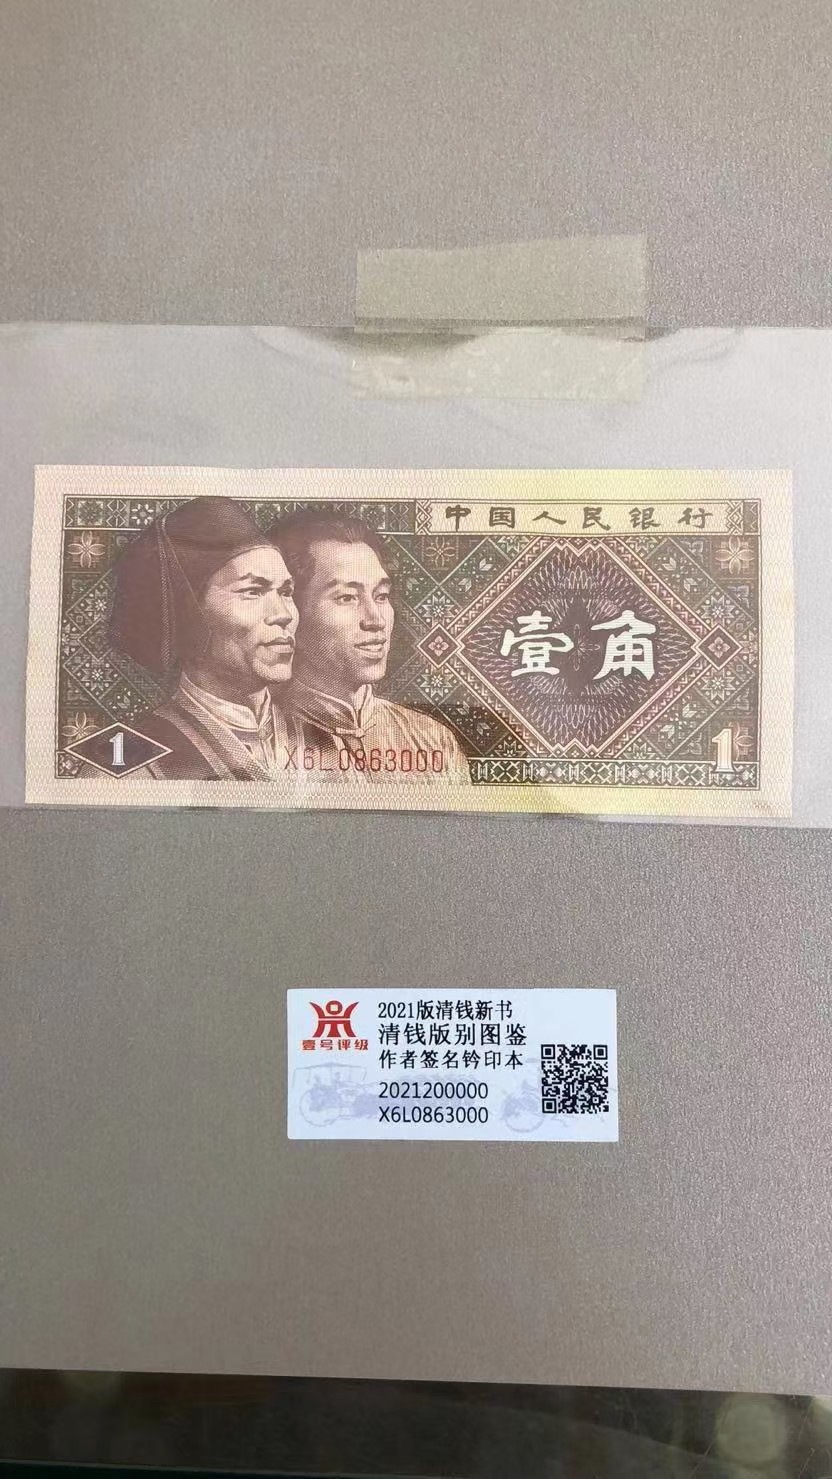 中国人民银行
壹角
1
X6L0863000
1
壹号评级
2021版清钱新书
清钱版别图鉴
作者签名钤印本
2021200000
X6L0863000